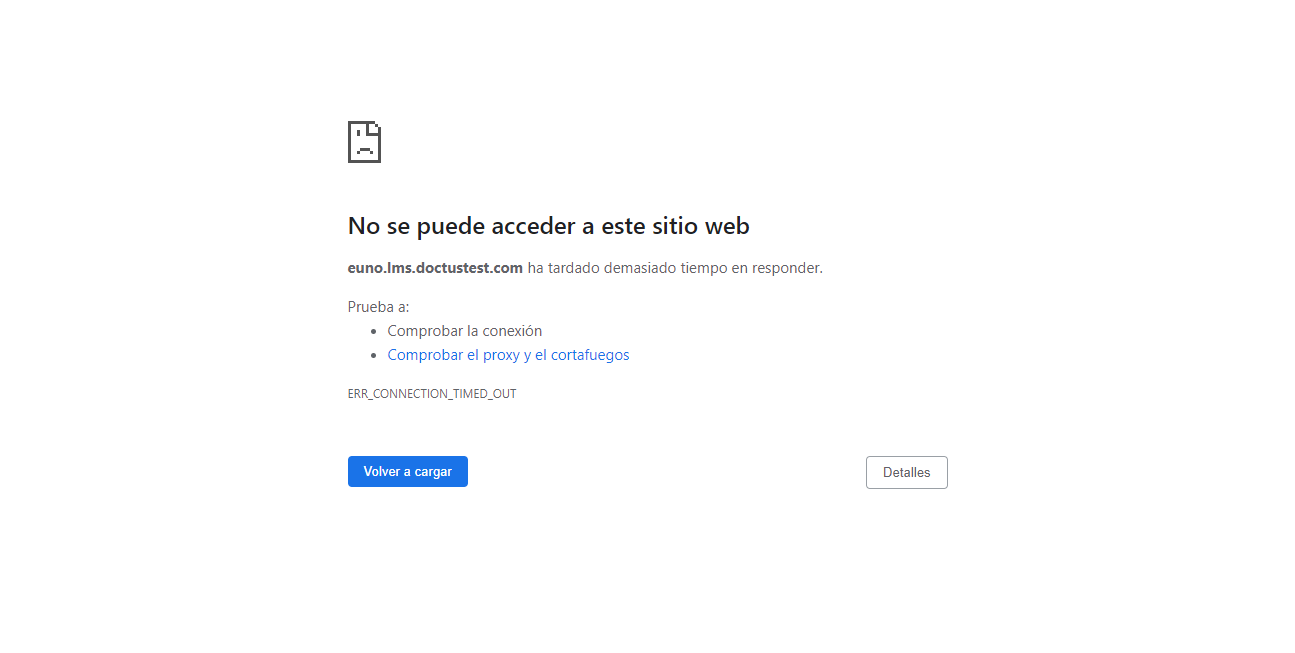 No se puede acceder a este sitio web
euno.lms.doctustest.com ha tardado demasiado tiempo en responder.
Prueba a:
Comprobar la conexión
Comprobar el proxy y el cortafuegos
ERR_CONNECTION_TIMED_OUT
Volver a cargar
Detalles